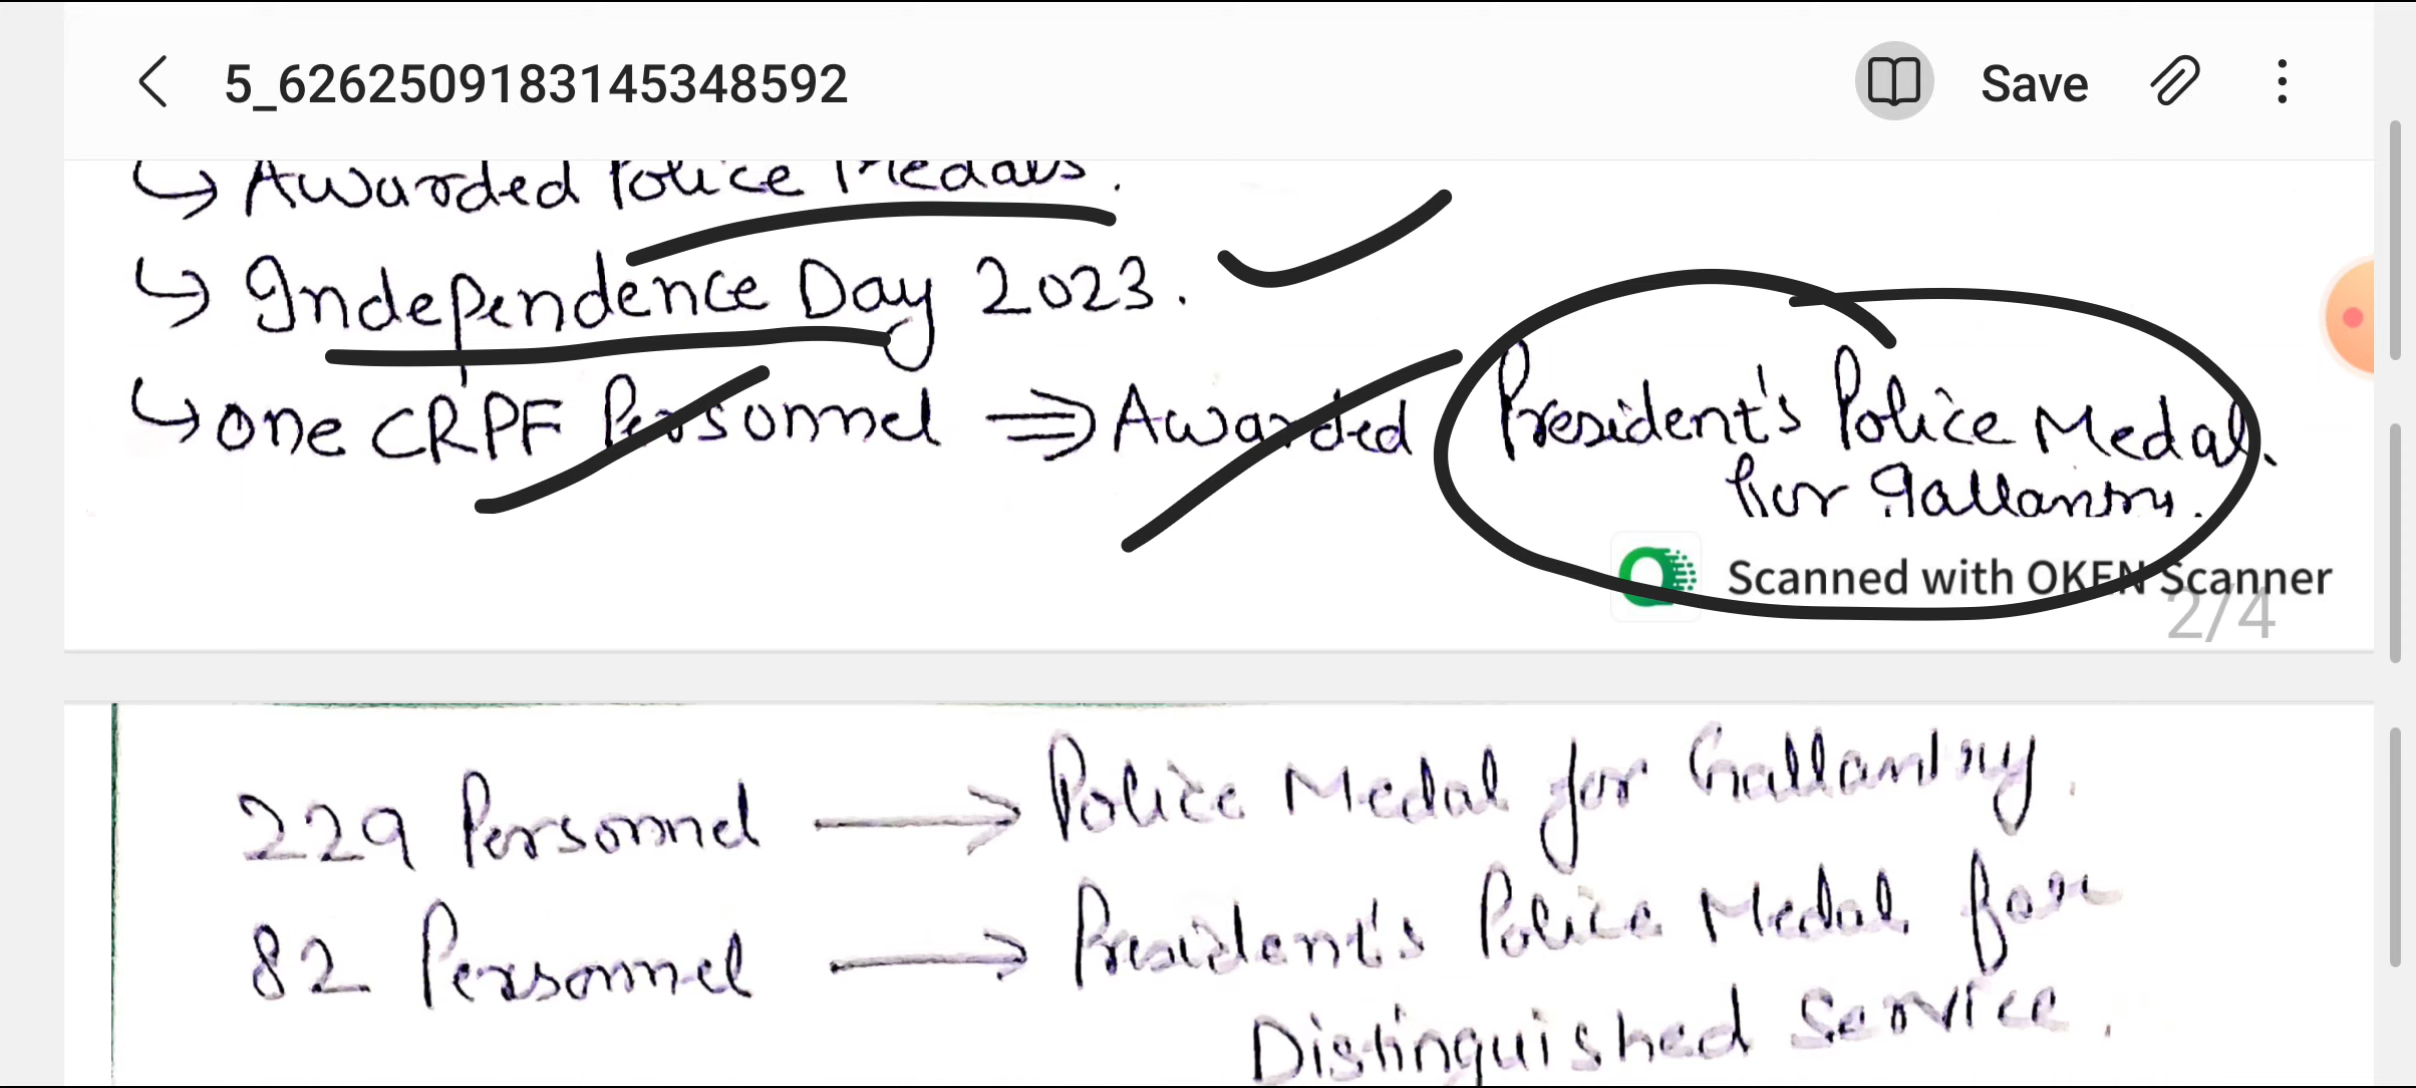 5_6262509183145348592 Save
↳ Awarded Police Medals.
↳ Independence Day 2023.
↳ one CRPF Personnel ⇒ Awarded President's Police Medal.
for gallantry.
Scanned with OKEN Scanner
2/4
229 Personnel → Police Medal for Gallantry.
82 Personnel → President's Police Medal for
Distinguished Service.